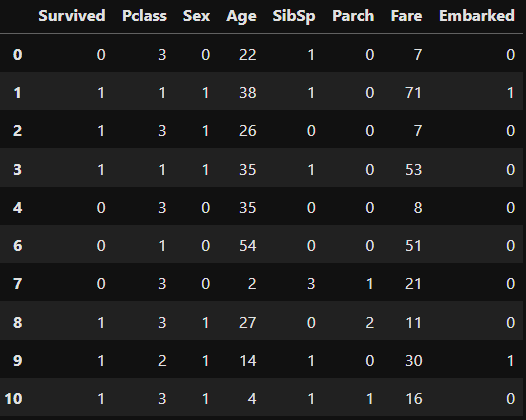 Survived Pclass Sex Age SibSp Parch Fare Embarked
0 0 3 0 22 1 0 7 0
1 1 1 1 38 1 0 71 1
2 1 3 1 26 0 0 7 0
3 1 1 1 35 1 0 53 0
4 0 3 0 35 0 0 8 0
6 0 1 0 54 0 0 51 0
7 0 3 0 2 3 1 21 0
8 1 3 1 27 0 2 11 0
9 1 2 1 14 1 0 30 1
10 1 3 1 4 1 1 16 0